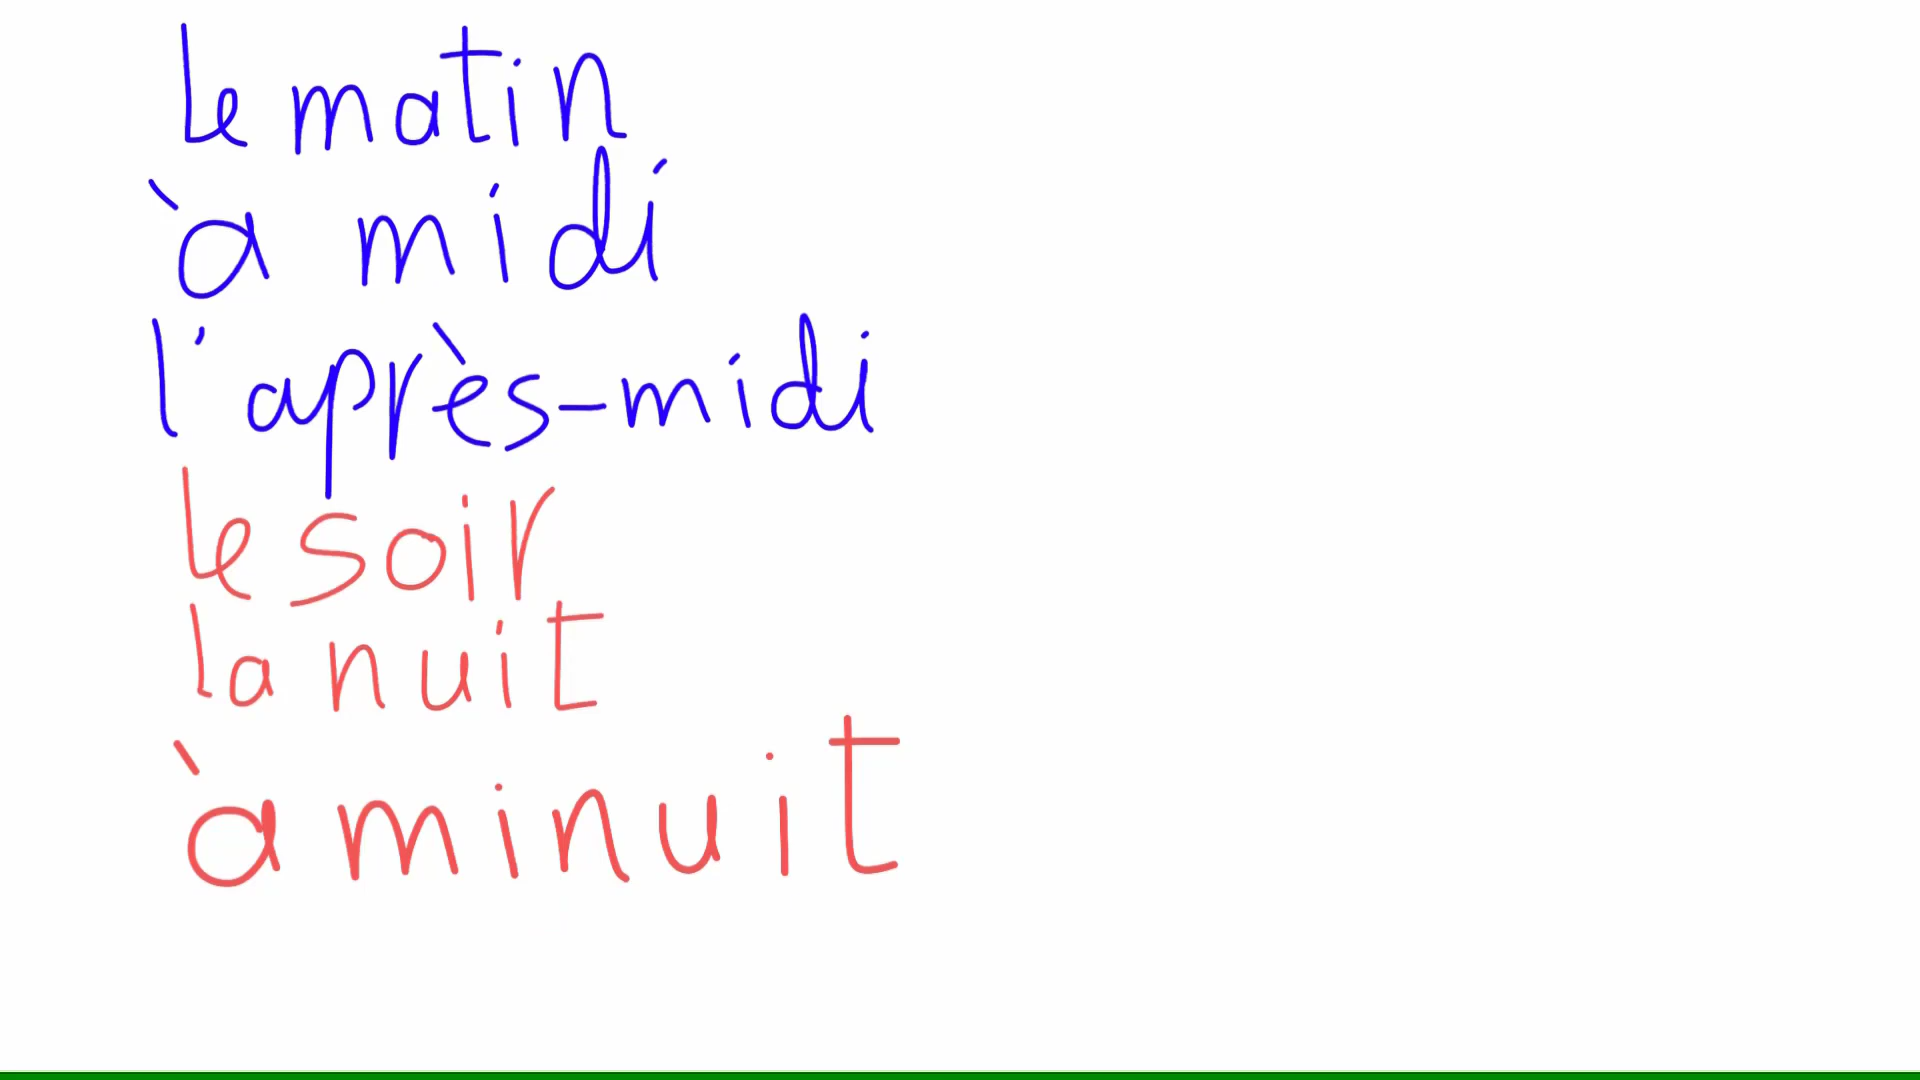 le matin
à midi
l'après-midi
le soir
la nuit
à minuit